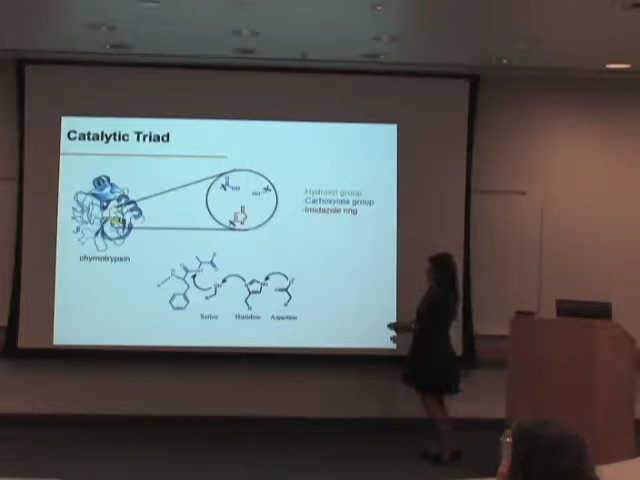 Catalytic Triad
-Hydroxyl group
-Carboxylate group
-Imidazole ring
chymotrypsin
Serine Histidine Aspartate